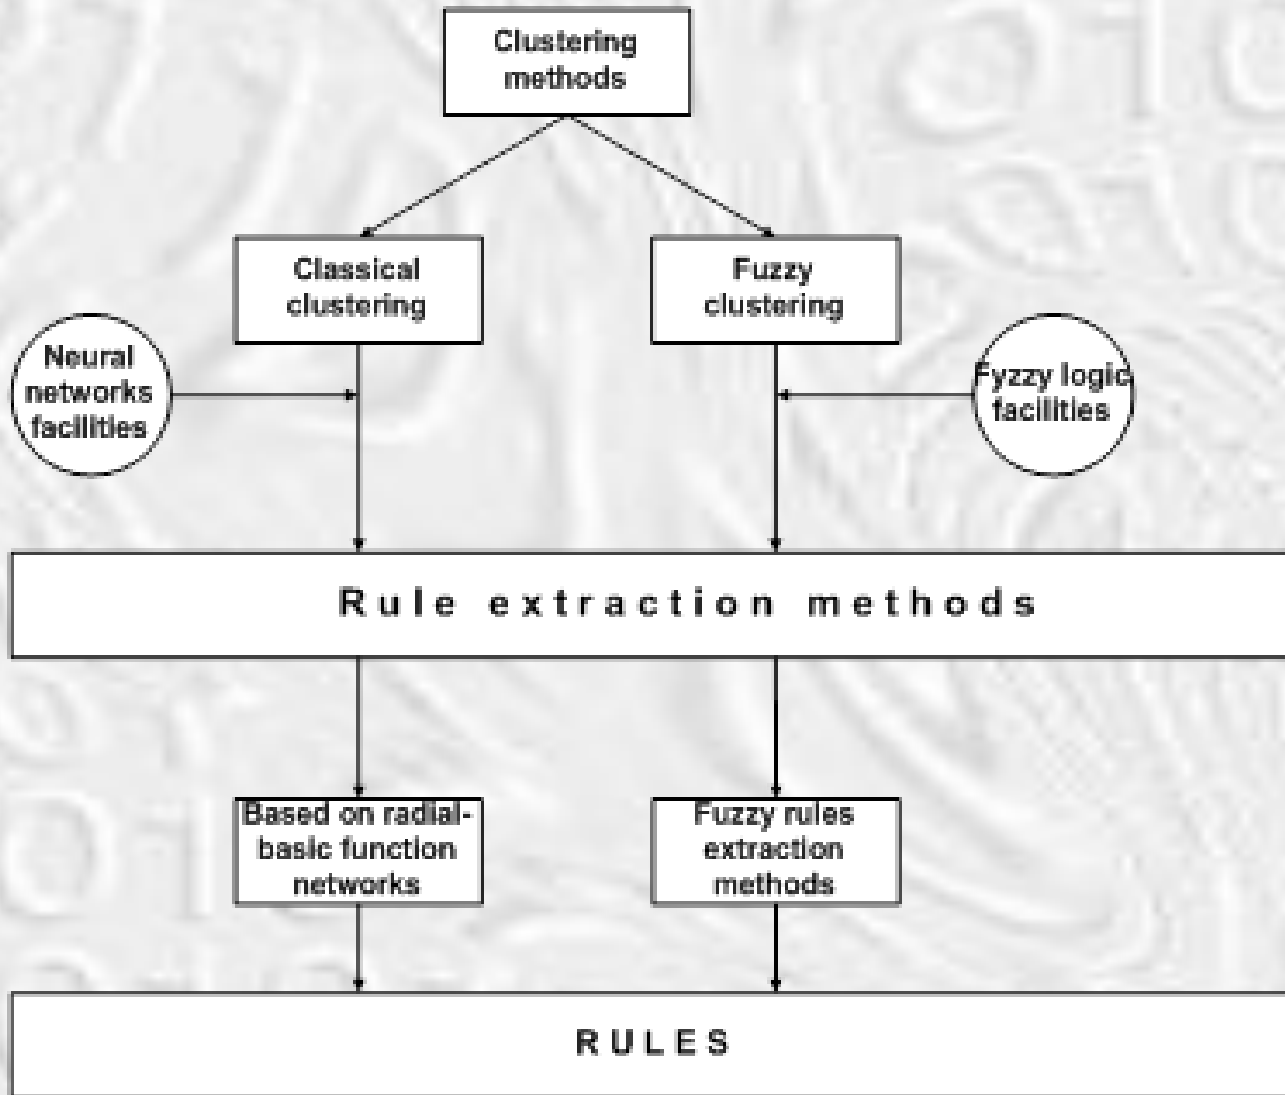 Clustering
methods
Classical
clustering
Fuzzy
clustering
Neural
networks
facilities
Fyzzy logic
facilities
Rule extraction methods
Based on radial-
basic function
networks
Fuzzy rules
extraction
methods
RULES